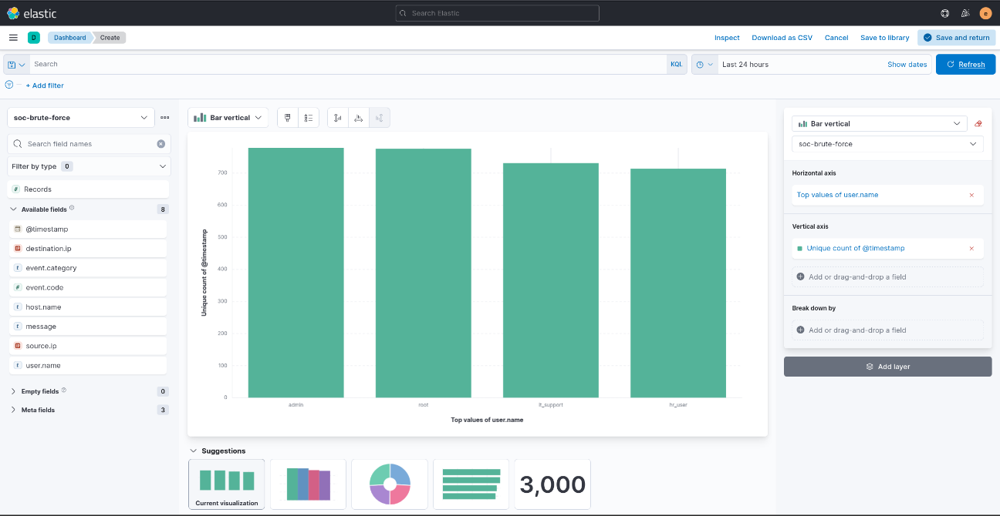 elastic
Search Elastic
e
D
Dashboard
Create
Inspect
Download as CSV
Cancel
Save to library
Save and return
Search
KQL
Last 24 hours
Show dates
Refresh
+ Add filter
soc-brute-force
Search field names
Filter by type 0
# Records
Available fields 8
@timestamp
IP destination.ip
t event.category
# event.code
t host.name
t message
IP source.ip
t user.name
Empty fields 0
Meta fields 3
Bar vertical
Unique count of @timestamp
700
600
500
400
300
200
100
0
admin
root
it_support
hr_user
Top values of user.name
Suggestions
Current visualization
3,000
Bar vertical
soc-brute-force
Horizontal axis
Top values of user.name
Vertical axis
Unique count of @timestamp
Add or drag-and-drop a field
Break down by
Add or drag-and-drop a field
Add layer